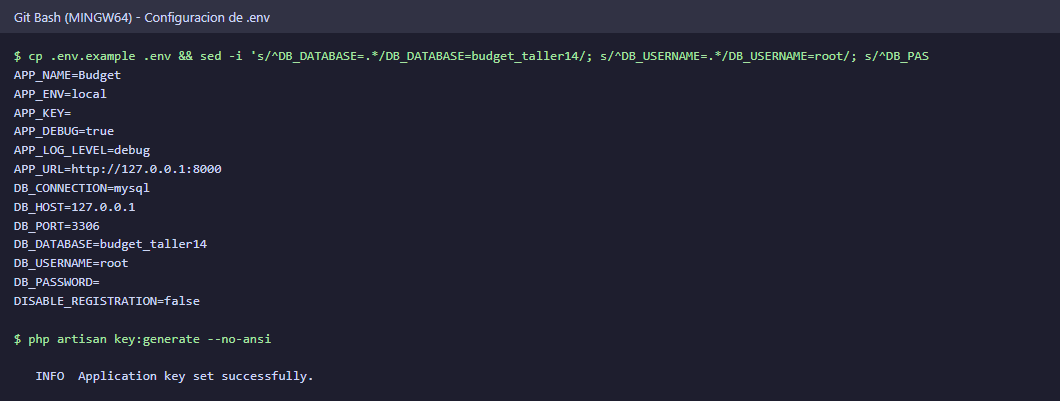 Git Bash (MINGW64) - Configuracion de .env
$ cp .env.example .env && sed -i 's/^DB_DATABASE=.*/DB_DATABASE=budget_taller14/; s/^DB_USERNAME=.*/DB_USERNAME=root/; s/^DB_PAS
APP_NAME=Budget
APP_ENV=local
APP_KEY=
APP_DEBUG=true
APP_LOG_LEVEL=debug
APP_URL=http://127.0.0.1:8000
DB_CONNECTION=mysql
DB_HOST=127.0.0.1
DB_PORT=3306
DB_DATABASE=budget_taller14
DB_USERNAME=root
DB_PASSWORD=
DISABLE_REGISTRATION=false
$ php artisan key:generate --no-ansi
INFO  Application key set successfully.